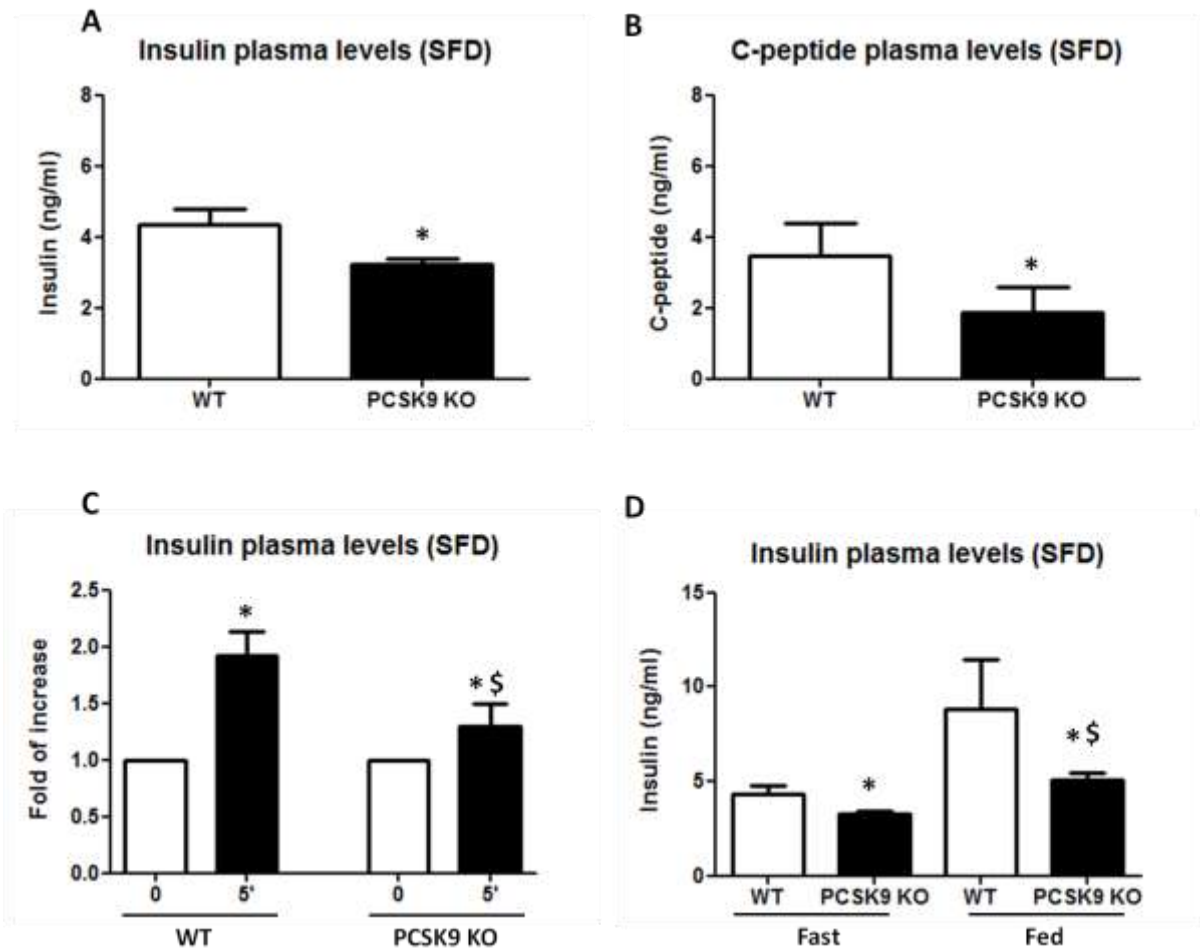 A
Insulin plasma levels (SFD)
Insulin (ng/ml)
8
6
4
2
0
*
WT
PCSK9 KO
B
C-peptide plasma levels (SFD)
C-peptide (ng/ml)
8
6
4
2
0
*
WT
PCSK9 KO
C
Insulin plasma levels (SFD)
Fold of increase
2.5
2.0
1.5
1.0
0.5
0.0
*
* $
0
5'
0
5'
WT
PCSK9 KO
D
Insulin plasma levels (SFD)
Insulin (ng/ml)
15
10
5
0
*
* $
WT
PCSK9 KO
WT
PCSK9 KO
Fast
Fed